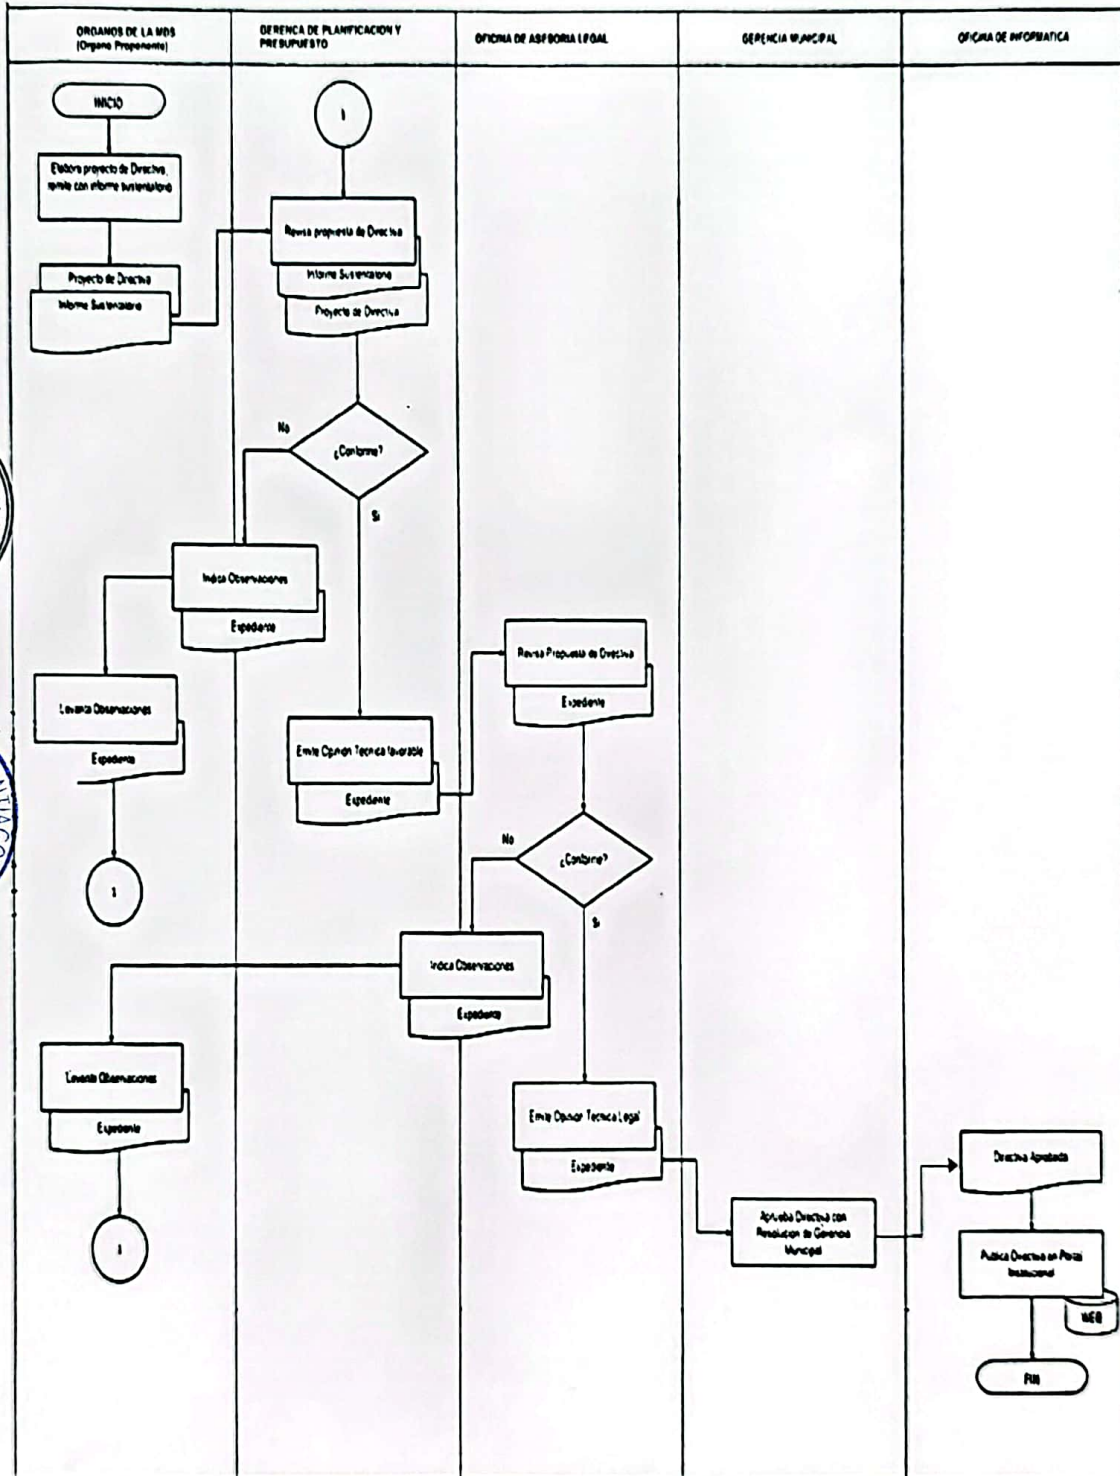 ORGANOS DE LA MDS
(Organo Proponente)
GERENCA DE PLANIFICACION Y
PRESUPUESTO
OFICINA DE ASESORIA LEGAL
GERENCIA MUNICIPAL
OFICINA DE INFORMATICA
INICIO
Elabora proyecto de Directiva,
remite con informe sustentatorio
Proyecto de Directiva
Informe Sustentatorio
1
Revisa propuesta de Directiva
Informe Sustentatorio
Proyecto de Directiva
¿Conforme?
No
Si
Indica Observaciones
Expediente
Levanta Observaciones
Expediente
1
Emite Opinión Tecnica favorable
Expediente
Revisa Propuesta de Directiva
Expediente
¿Conforme?
No
Si
Indica Observaciones
Expediente
Levanta Observaciones
Expediente
1
Emite Opinión Tecnica Legal
Expediente
Aprueba Directiva con
Resolucion de Gerencia
Municipal
Directiva Aprobada
Publica Directiva en Portal
Institucional
WEB
FIN